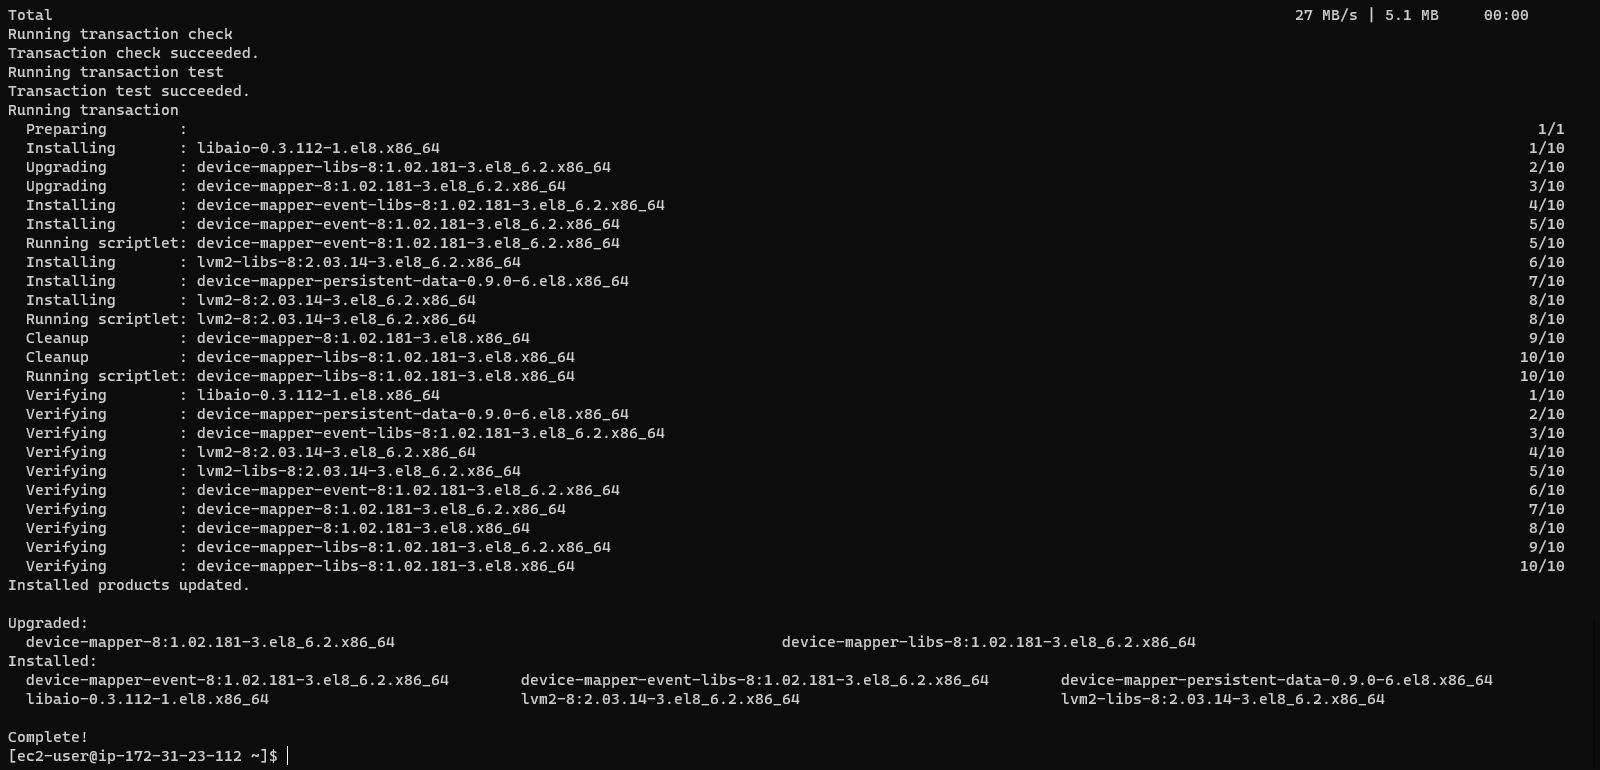 Total 27 MB/s | 5.1 MB 00:00
Running transaction check
Transaction check succeeded.
Running transaction test
Transaction test succeeded.
Running transaction
Preparing : 1/1
Installing : libaio-0.3.112-1.el8.x86_64 1/10
Upgrading : device-mapper-libs-8:1.02.181-3.el8_6.2.x86_64 2/10
Upgrading : device-mapper-8:1.02.181-3.el8_6.2.x86_64 3/10
Installing : device-mapper-event-libs-8:1.02.181-3.el8_6.2.x86_64 4/10
Installing : device-mapper-event-8:1.02.181-3.el8_6.2.x86_64 5/10
Running scriptlet: device-mapper-event-8:1.02.181-3.el8_6.2.x86_64 5/10
Installing : lvm2-libs-8:2.03.14-3.el8_6.2.x86_64 6/10
Installing : device-mapper-persistent-data-0.9.0-6.el8.x86_64 7/10
Installing : lvm2-8:2.03.14-3.el8_6.2.x86_64 8/10
Running scriptlet: lvm2-8:2.03.14-3.el8_6.2.x86_64 8/10
Cleanup : device-mapper-8:1.02.181-3.el8.x86_64 9/10
Cleanup : device-mapper-libs-8:1.02.181-3.el8.x86_64 10/10
Running scriptlet: device-mapper-libs-8:1.02.181-3.el8.x86_64 10/10
Verifying : libaio-0.3.112-1.el8.x86_64 1/10
Verifying : device-mapper-persistent-data-0.9.0-6.el8.x86_64 2/10
Verifying : device-mapper-event-libs-8:1.02.181-3.el8_6.2.x86_64 3/10
Verifying : lvm2-8:2.03.14-3.el8_6.2.x86_64 4/10
Verifying : lvm2-libs-8:2.03.14-3.el8_6.2.x86_64 5/10
Verifying : device-mapper-event-8:1.02.181-3.el8_6.2.x86_64 6/10
Verifying : device-mapper-8:1.02.181-3.el8_6.2.x86_64 7/10
Verifying : device-mapper-8:1.02.181-3.el8.x86_64 8/10
Verifying : device-mapper-libs-8:1.02.181-3.el8_6.2.x86_64 9/10
Verifying : device-mapper-libs-8:1.02.181-3.el8.x86_64 10/10
Installed products updated.
Upgraded:
device-mapper-8:1.02.181-3.el8_6.2.x86_64 device-mapper-libs-8:1.02.181-3.el8_6.2.x86_64
Installed:
device-mapper-event-8:1.02.181-3.el8_6.2.x86_64 device-mapper-event-libs-8:1.02.181-3.el8_6.2.x86_64 device-mapper-persistent-data-0.9.0-6.el8.x86_64
libaio-0.3.112-1.el8.x86_64 lvm2-8:2.03.14-3.el8_6.2.x86_64 lvm2-libs-8:2.03.14-3.el8_6.2.x86_64
Complete!
[ec2-user@ip-172-31-23-112 ~]$